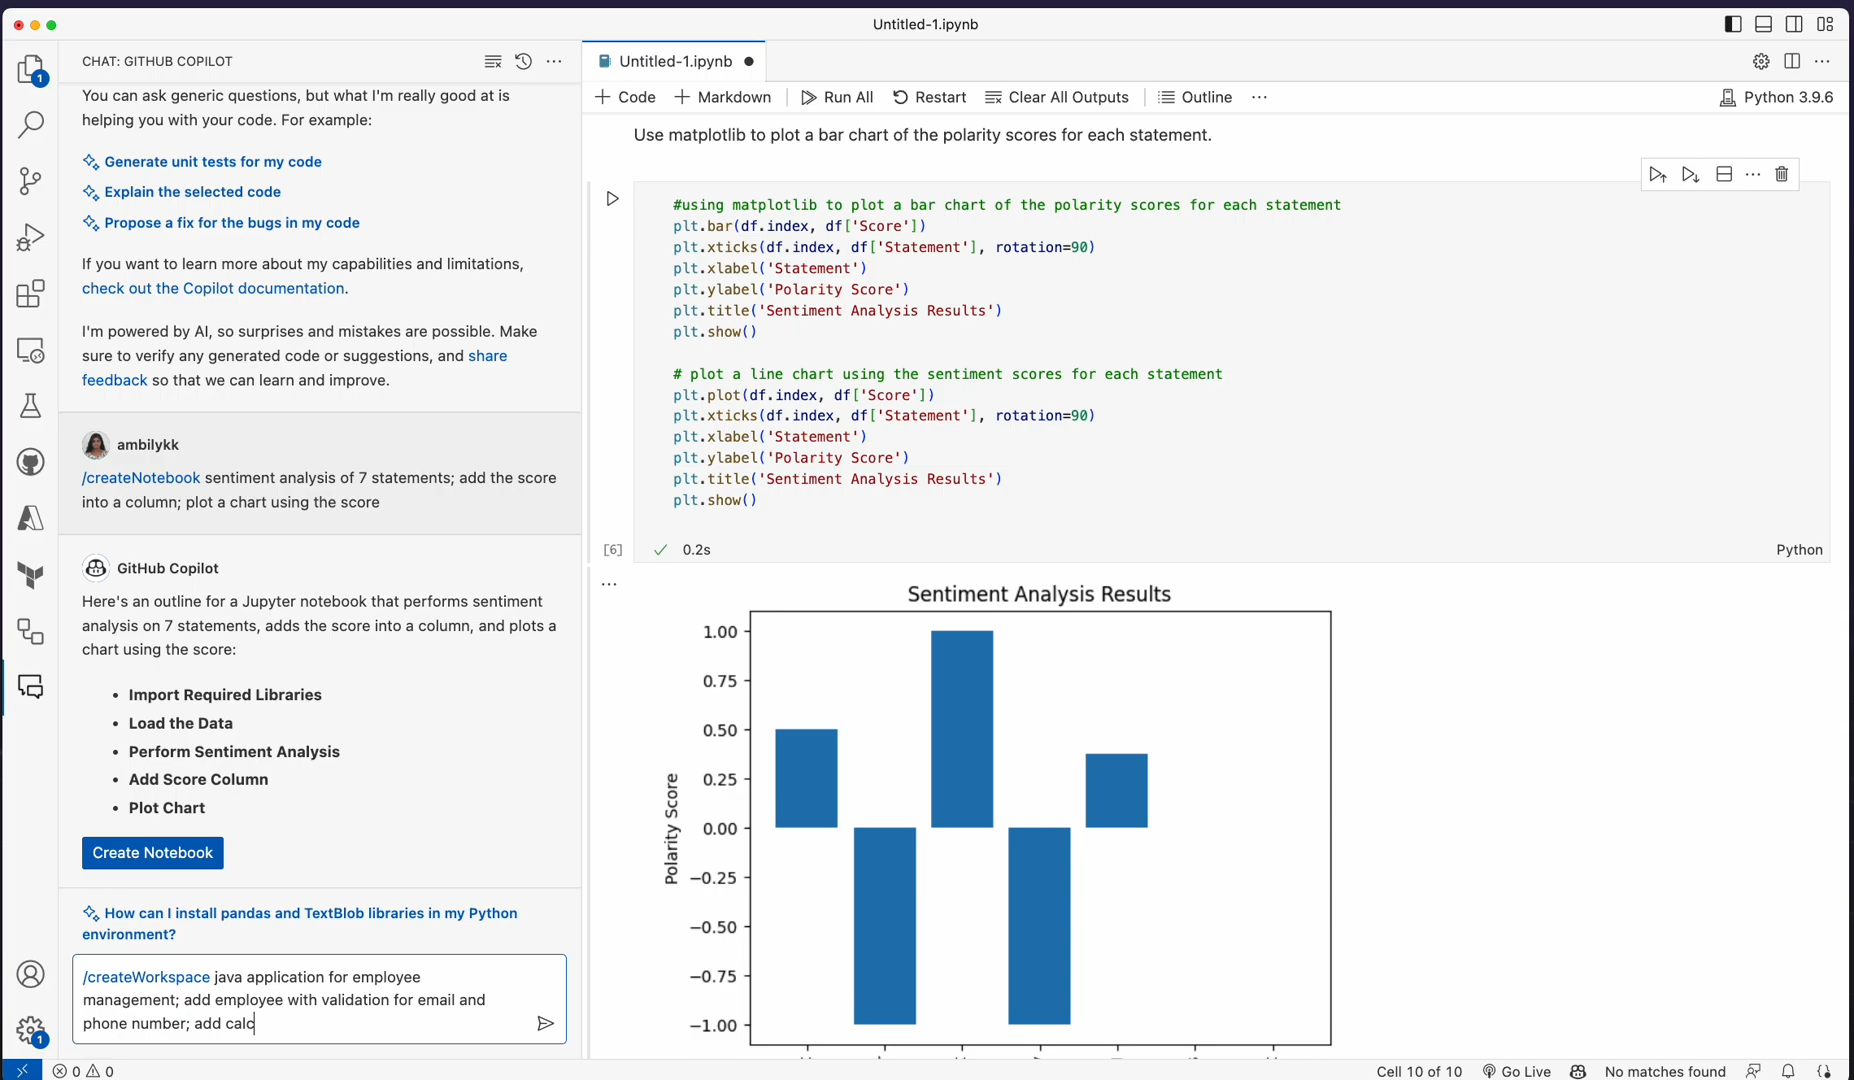 Untitled-1.ipynb
1
CHAT: GITHUB COPILOT
You can ask generic questions, but what I'm really good at is
helping you with your code. For example:
Generate unit tests for my code
Explain the selected code
Propose a fix for the bugs in my code
If you want to learn more about my capabilities and limitations,
check out the Copilot documentation.
I'm powered by AI, so surprises and mistakes are possible. Make
sure to verify any generated code or suggestions, and share
feedback so that we can learn and improve.
ambilykk
/createNotebook sentiment analysis of 7 statements; add the score
into a column; plot a chart using the score
GitHub Copilot
Here's an outline for a Jupyter notebook that performs sentiment
analysis on 7 statements, adds the score into a column, and plots a
chart using the score:
• Import Required Libraries
• Load the Data
• Perform Sentiment Analysis
• Add Score Column
• Plot Chart
Create Notebook
How can I install pandas and TextBlob libraries in my Python
environment?
/createWorkspace java application for employee
management; add employee with validation for email and
phone number; add calc
1
Untitled-1.ipynb
+ Code + Markdown Run All Restart Clear All Outputs Outline ... Python 3.9.6
Use matplotlib to plot a bar chart of the polarity scores for each statement.
#using matplotlib to plot a bar chart of the polarity scores for each statement
plt.bar(df.index, df['Score'])
plt.xticks(df.index, df['Statement'], rotation=90)
plt.xlabel('Statement')
plt.ylabel('Polarity Score')
plt.title('Sentiment Analysis Results')
plt.show()
# plot a line chart using the sentiment scores for each statement
plt.plot(df.index, df['Score'])
plt.xticks(df.index, df['Statement'], rotation=90)
plt.xlabel('Statement')
plt.ylabel('Polarity Score')
plt.title('Sentiment Analysis Results')
plt.show()
[6] ✓ 0.2s Python
...
Sentiment Analysis Results
1.00
0.75
0.50
0.25
0.00
−0.25
−0.50
−0.75
−1.00
Polarity Score
0 0 Cell 10 of 10 Go Live No matches found